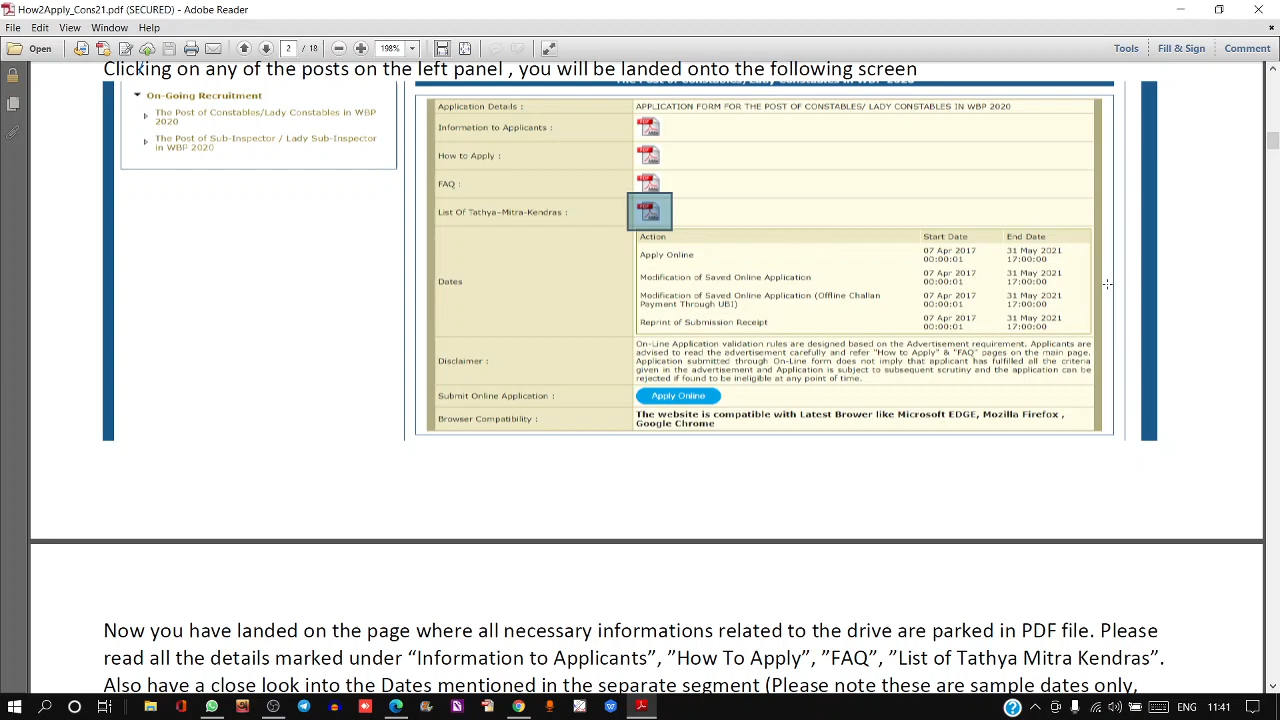 How2Apply_Cons21.pdf (SECURED) - Adobe Reader
File Edit View Window Help
Open 2 / 18 198% Tools Fill & Sign Comment
Clicking on any of the posts on the left panel , you will be landed onto the following screen
On-Going Recruitment
The Post of Constables/Lady Constables in WBP
2020
The Post of Sub-Inspector / Lady Sub-Inspector
in WBP 2020
Application Details : APPLICATION FORM FOR THE POST OF CONSTABLES/ LADY CONSTABLES IN WBP 2020
Information to Applicants :
How to Apply :
FAQ :
List Of Tathya-Mitra-Kendras :
Dates
Action Start Date End Date
Apply Online 07 Apr 2017 00:00:01 31 May 2021 17:00:00
Modification of Saved Online Application 07 Apr 2017 00:00:01 31 May 2021 17:00:00
Modification of Saved Online Application (Offline Challan Payment Through UBI) 07 Apr 2017 00:00:01 31 May 2021 17:00:00
Reprint of Submission Receipt 07 Apr 2017 00:00:01 31 May 2021 17:00:00
Disclaimer :
On-Line Application validation rules are designed based on the Advertisement requirement. Applicants are
advised to read the advertisement carefully and refer "How to Apply" & "FAQ" pages on the main page.
Application submitted through On-Line form does not imply that applicant has fulfilled all the criteria
given in the advertisement and Application is subject to subsequent scrutiny and the application can be
rejected if found to be ineligible at any point of time.
Submit Online Application : Apply Online
Browser Compatibility : The website is compatible with Latest Brower like Microsoft EDGE, Mozilla Firefox ,
Google Chrome
Now you have landed on the page where all necessary informations related to the drive are parked in PDF file. Please
read all the details marked under “Information to Applicants”, ”How To Apply”, ”FAQ”, ”List of Tathya Mitra Kendras”.
Also have a close look into the Dates mentioned in the separate segment (Please note these are sample dates only,
ENG 11:41